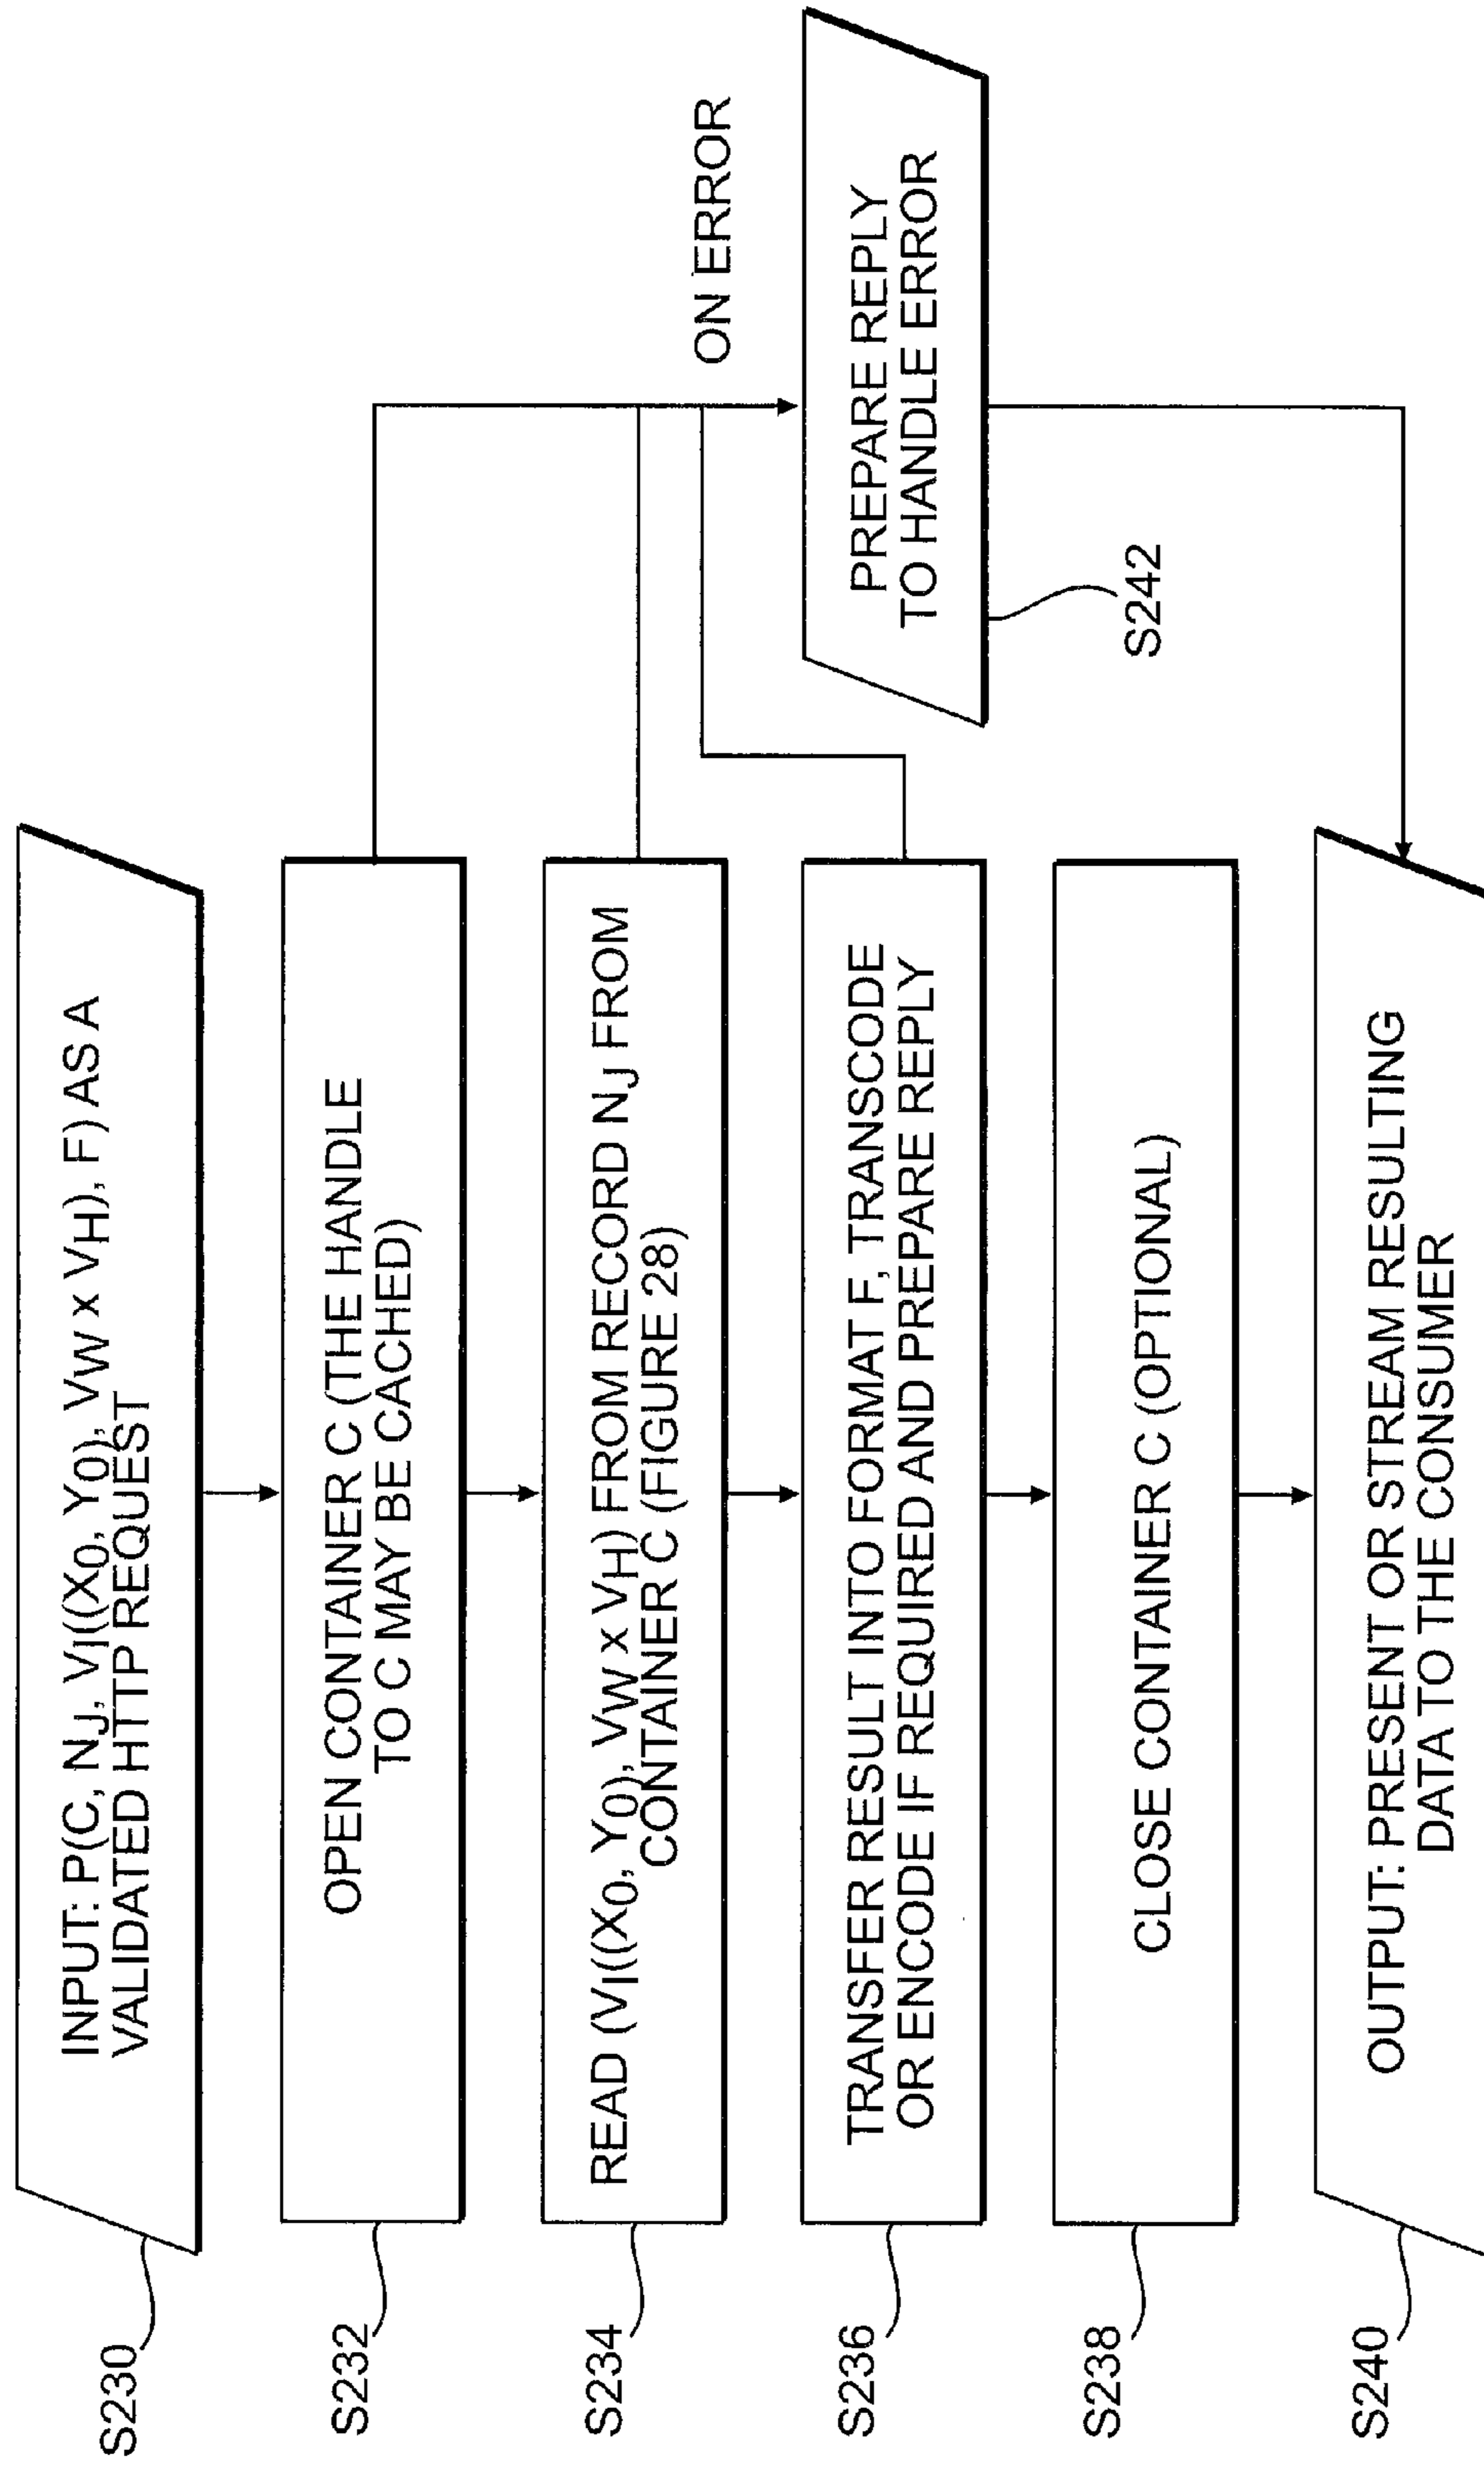 S230
INPUT: P(C, NJ, VI((X0, Y0), VW x VH), F) AS A
VALIDATED HTTP REQUEST
S232
OPEN CONTAINER C (THE HANDLE
TO C MAY BE CACHED)
S234
READ (VI((X0, Y0), VW x VH) FROM RECORD NJ FROM
CONTAINER C (FIGURE 28)
S236
TRANSFER RESULT INTO FORMAT F, TRANSCODE
OR ENCODE IF REQUIRED AND PREPARE REPLY
S238
CLOSE CONTAINER C (OPTIONAL)
S240
OUTPUT: PRESENT OR STREAM RESULTING
DATA TO THE CONSUMER
ON ERROR
PREPARE REPLY
TO HANDLE ERROR
S242